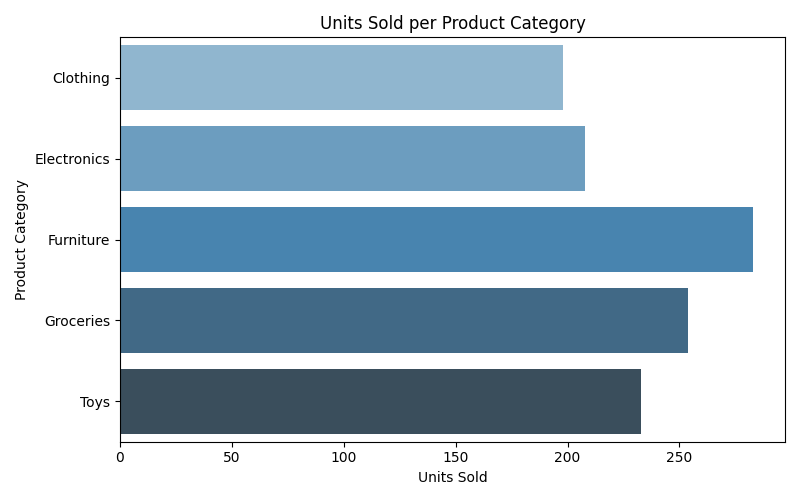 Units Sold per Product Category
Product Category
Clothing
Electronics
Furniture
Groceries
Toys
0 50 100 150 200 250
Units Sold